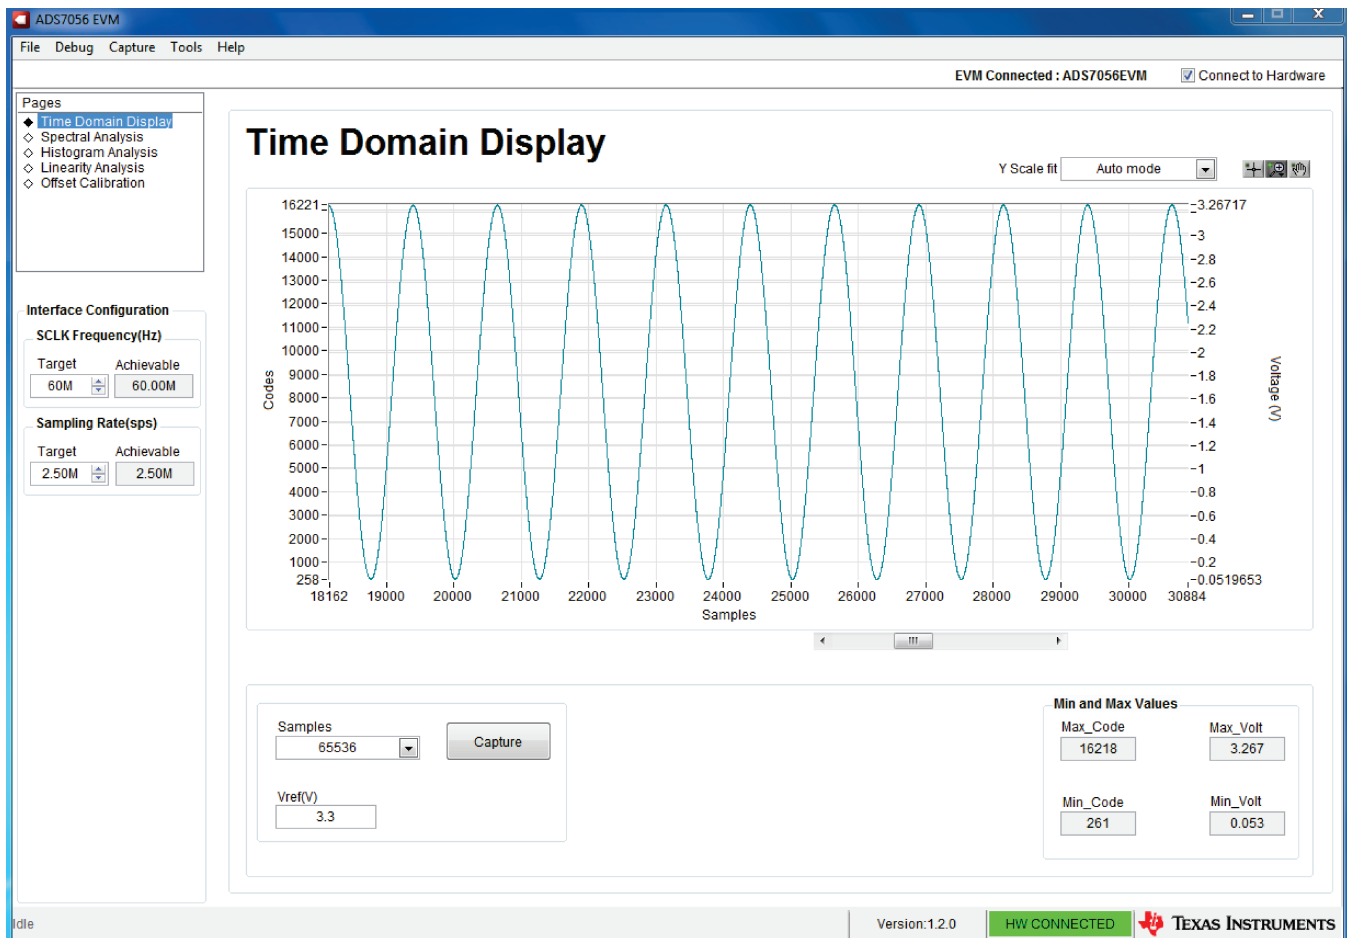 ADS7056 EVM
File Debug Capture Tools Help
EVM Connected : ADS7056EVM Connect to Hardware
Pages
Time Domain Display
Spectral Analysis
Histogram Analysis
Linearity Analysis
Offset Calibration
Interface Configuration
SCLK Frequency(Hz)
Target Achievable
60M 60.00M
Sampling Rate(sps)
Target Achievable
2.50M 2.50M
Time Domain Display
Y Scale fit Auto mode
Codes
16221
15000
14000
13000
12000
11000
10000
9000
8000
7000
6000
5000
4000
3000
2000
1000
258
3.26717
3
2.8
2.6
2.4
2.2
2
1.8
1.6
1.4
1.2
1
0.8
0.6
0.4
0.2
0.0519653
Voltage (V)
18162 19000 20000 21000 22000 23000 24000 25000 26000 27000 28000 29000 30000 30884
Samples
Samples
65536
Capture
Vref(V)
3.3
Min and Max Values
Max_Code Max_Volt
16218 3.267
Min_Code Min_Volt
261 0.053
Idle
Version:1.2.0 HW CONNECTED TEXAS INSTRUMENTS